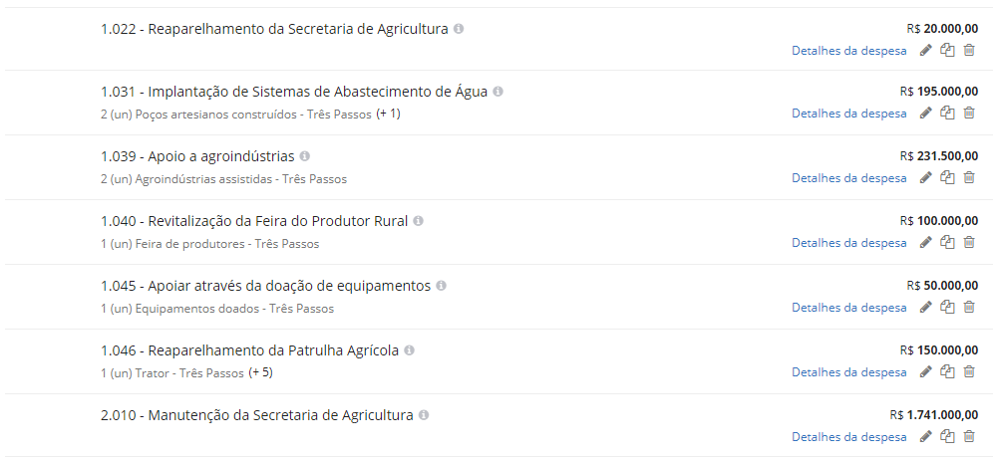 1.022 - Reaparelhamento da Secretaria de Agricultura R$ 20.000,00
Detalhes da despesa
1.031 - Implantação de Sistemas de Abastecimento de Água R$ 195.000,00
2 (un) Poços artesianos construídos - Três Passos (+ 1) Detalhes da despesa
1.039 - Apoio a agroindústrias R$ 231.500,00
2 (un) Agroindústrias assistidas - Três Passos Detalhes da despesa
1.040 - Revitalização da Feira do Produtor Rural R$ 100.000,00
1 (un) Feira de produtores - Três Passos Detalhes da despesa
1.045 - Apoiar através da doação de equipamentos R$ 50.000,00
1 (un) Equipamentos doados - Três Passos Detalhes da despesa
1.046 - Reaparelhamento da Patrulha Agrícola R$ 150.000,00
1 (un) Trator - Três Passos (+ 5) Detalhes da despesa
2.010 - Manutenção da Secretaria de Agricultura R$ 1.741.000,00
Detalhes da despesa